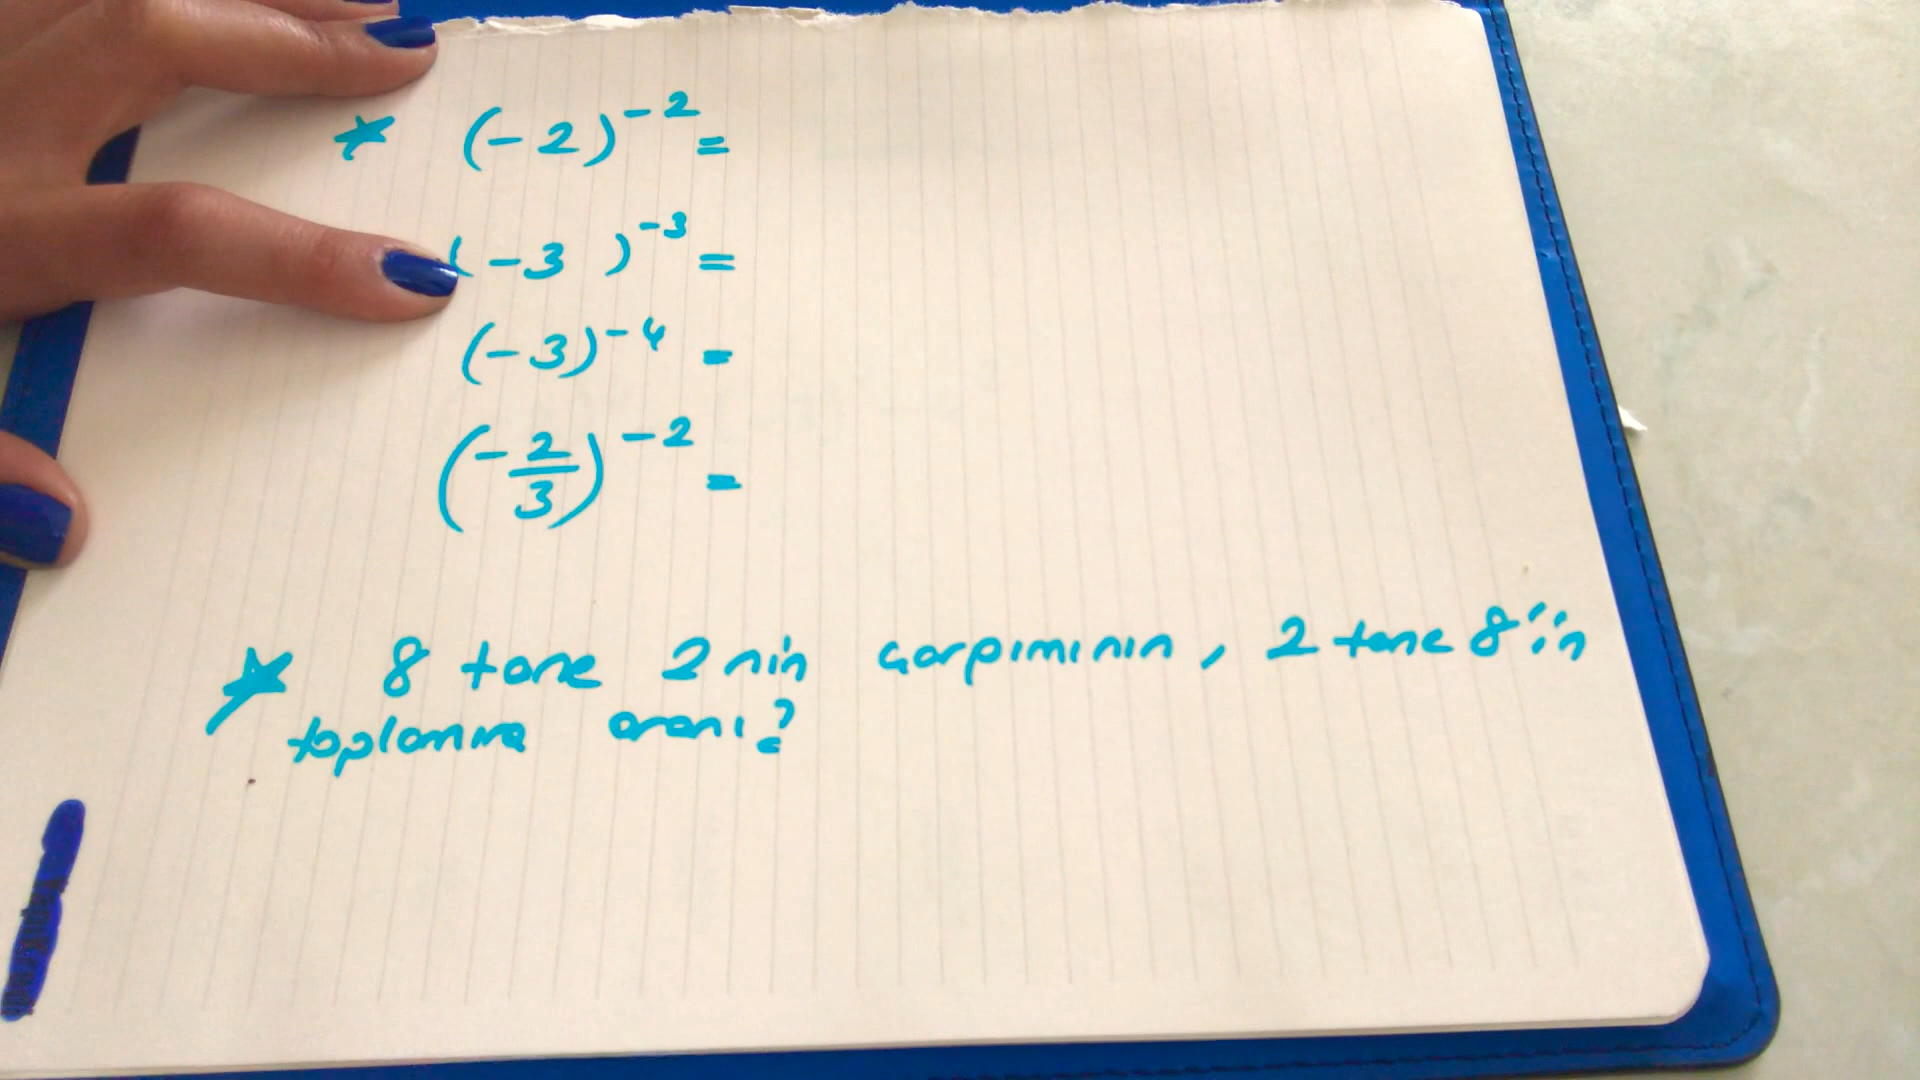 * (-2)^-2 =
(-3 )^-3 =
(-3)^-4 =
(-2/3)^-2 =
* 8 tane 2 nin çarpımının, 2 tane 8'in
toplamına oranı?